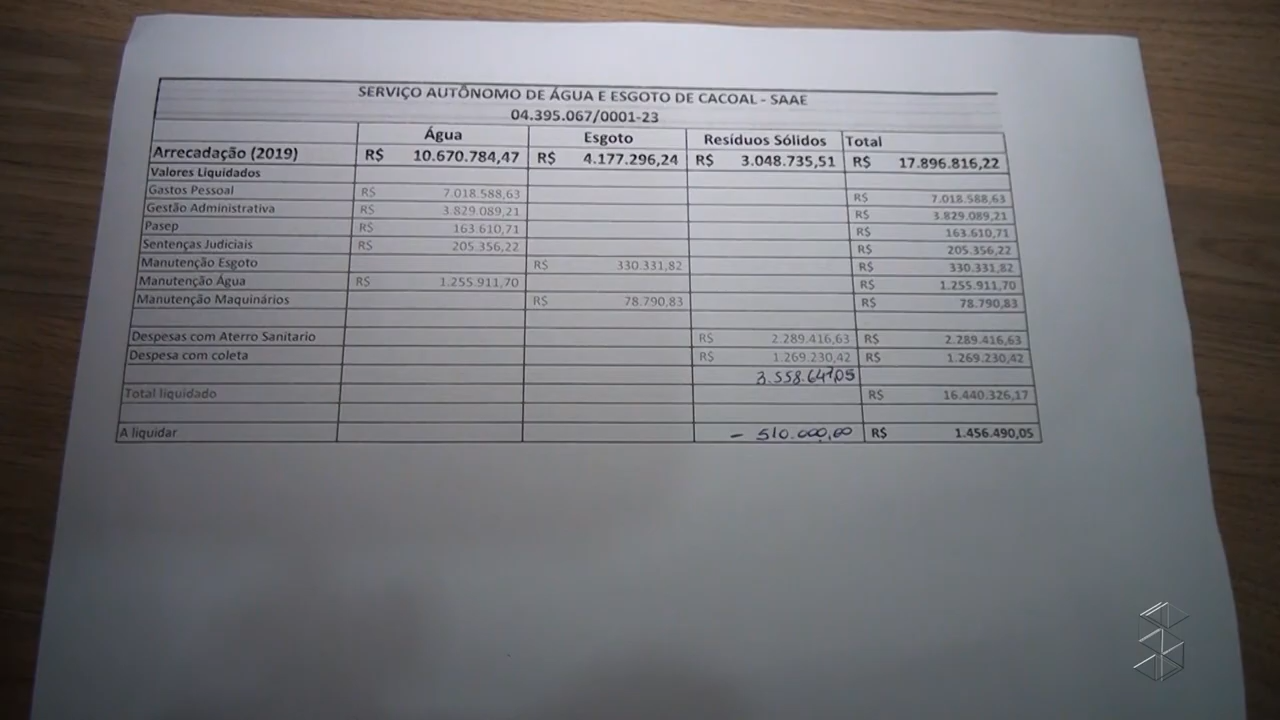 SERVIÇO AUTÔNOMO DE ÁGUA E ESGOTO DE CACOAL - SAAE
04.395.067/0001-23
Água Esgoto Resíduos Sólidos Total
Arrecadação (2019) R$ 10.670.784,47 R$ 4.177.296,24 R$ 3.048.735,51 R$ 17.896.816,22
Valores Liquidados
Gastos Pessoal R$ 7.018.588,63 R$ 7.018.588,63
Gestão Administrativa R$ 3.829.089,21 R$ 3.829.089,21
Pasep R$ 163.610,71 R$ 163.610,71
Sentenças Judiciais R$ 205.356,22 R$ 205.356,22
Manutenção Esgoto R$ 330.331,82 R$ 330.331,82
Manutenção Água R$ 1.255.911,70 R$ 1.255.911,70
Manutenção Maquinários R$ 78.790,83 R$ 78.790,83
Despesas com Aterro Sanitario R$ 2.289.416,63 R$ 2.289.416,63
Despesa com coleta R$ 1.269.230,42 R$ 1.269.230,42
3.558.647,05
Total liquidado R$ 16.440.326,17
A liquidar - 510.000,00 R$ 1.456.490,05